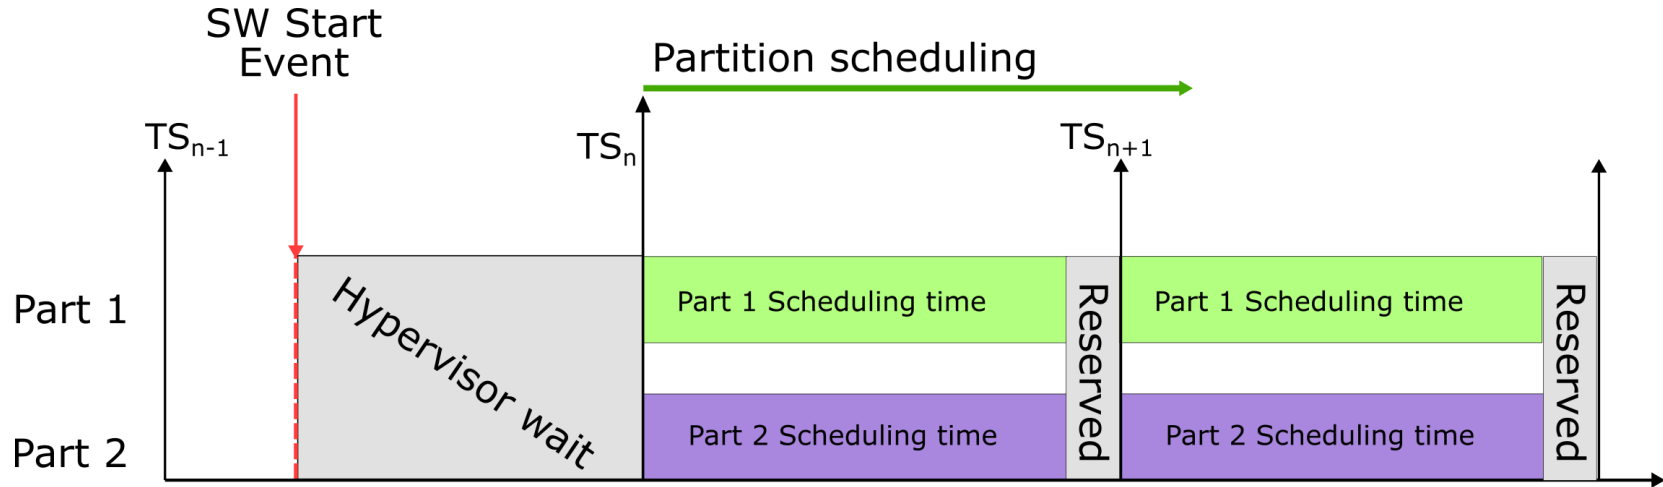 SW Start
Event
Partition scheduling
TSn-1
TSn
TSn+1
Part 1
Hypervisor wait
Part 1 Scheduling time
Reserved
Part 1 Scheduling time
Reserved
Part 2
Part 2 Scheduling time
Part 2 Scheduling time